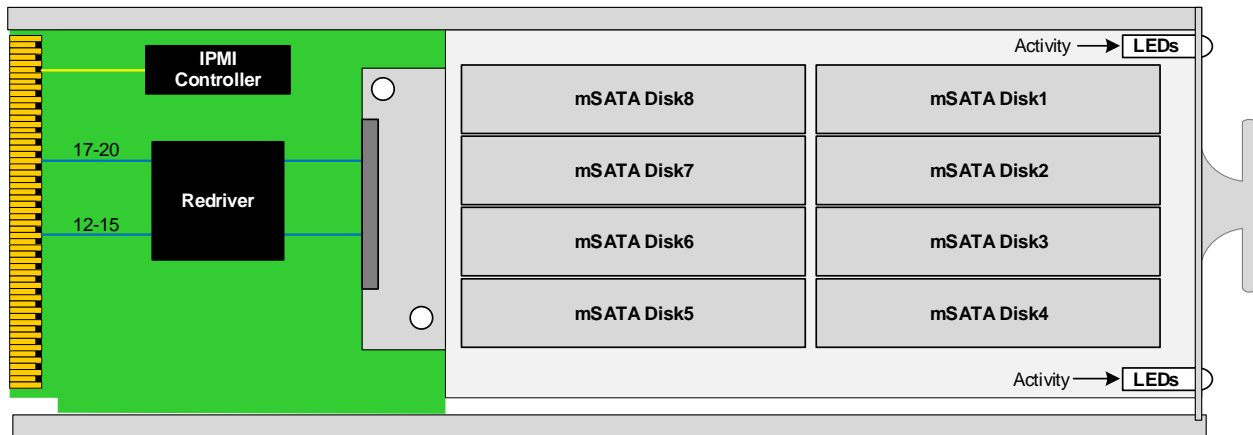 IPMI
Controller
17-20
Redriver
12-15
mSATA Disk8
mSATA Disk1
mSATA Disk7
mSATA Disk2
mSATA Disk6
mSATA Disk3
mSATA Disk5
mSATA Disk4
Activity
LEDs
Activity
LEDs